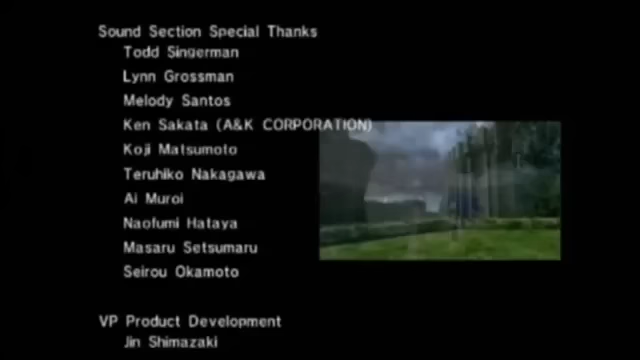 Sound Section Special Thanks
Todd Singerman
Lynn Grossman
Melody Santos
Ken Sakata (A&K CORPORATION)
Koji Matsumoto
Teruhiko Nakagawa
Ai Muroi
Naofumi Hataya
Masaru Setsumaru
Seirou Okamoto
VP Product Development
Jin Shimazaki